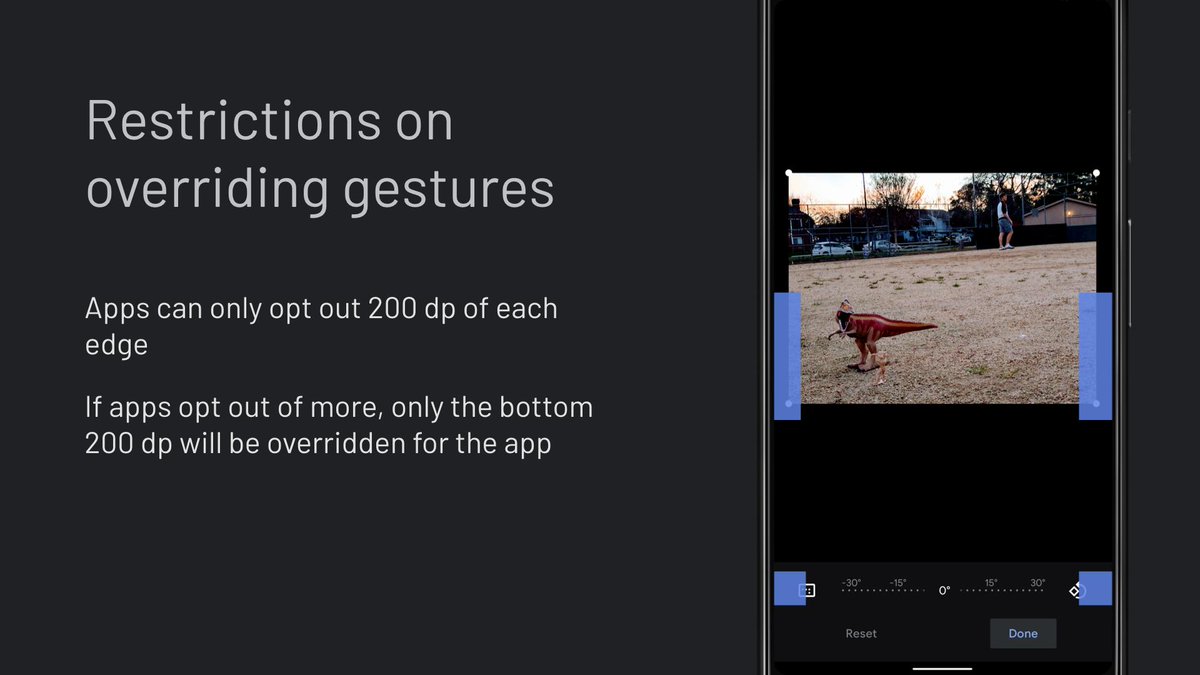 Restrictions on
overriding gestures
Apps can only opt out 200 dp of each
edge
If apps opt out of more, only the bottom
200 dp will be overridden for the app
-30° -15° 0° 15° 30°
Reset Done